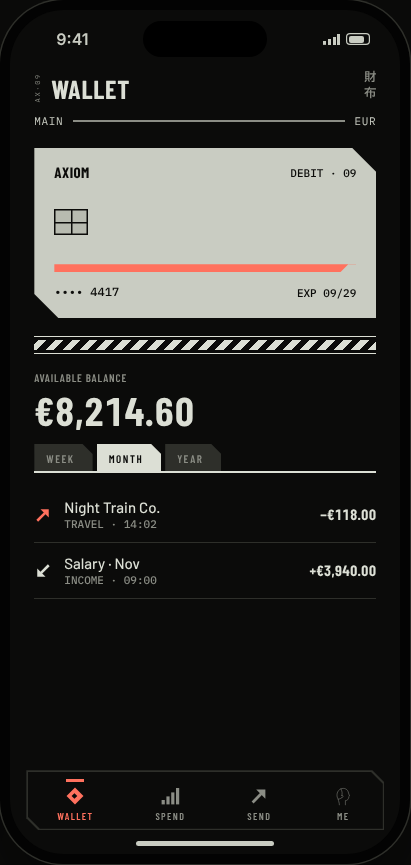 9:41
AX·09
WALLET
財布
MAIN
EUR
AXIOM
DEBIT · 09
•••• 4417
EXP 09/29
AVAILABLE BALANCE
€8,214.60
WEEK
MONTH
YEAR
Night Train Co.
−€118.00
TRAVEL · 14:02
Salary · Nov
+€3,940.00
INCOME · 09:00
WALLET
SPEND
SEND
ME